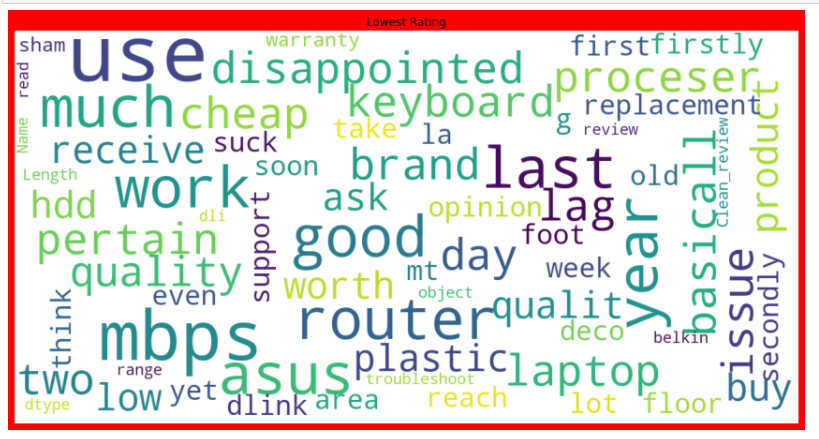 Lowest Rating
sham
use
warranty
first
firstly
read
disappointed
proceser
much
cheap
keyboard
replacement
product
Name
take
la
g
review
receive
suck
soon
brand
last
old
basicall
Clean_review
Length
work
ask
opinion
lag
year
hdd
dli
support
foot
pertain
good
day
issue
quality
worth
mt
week
secondly
think
even
object
qualit
mbps
router
deco
belkin
range
plastic
two
asus
troubleshoot
laptop
buy
low
yet
dtype
dlink
area
reach
lot
floor